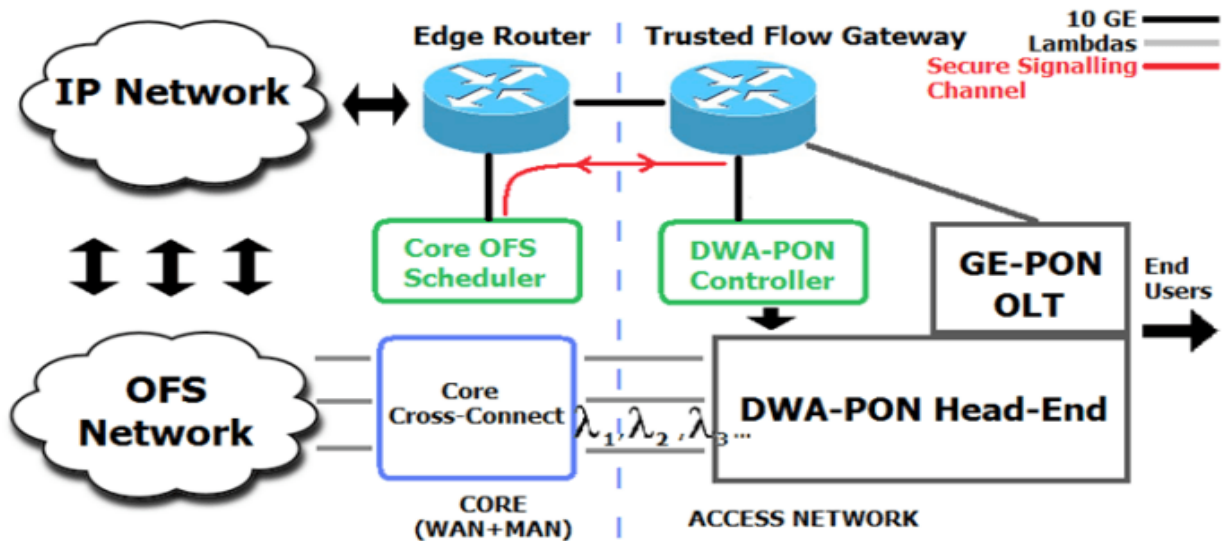 10 GE
Lambdas
Secure Signalling
Channel
Edge Router
Trusted Flow Gateway
IP Network
Core OFS
Scheduler
DWA-PON
Controller
GE-PON
OLT
End
Users
OFS
Network
Core
Cross-Connect
λ1, λ2 , λ3 ...
DWA-PON Head-End
CORE
(WAN+MAN)
ACCESS NETWORK